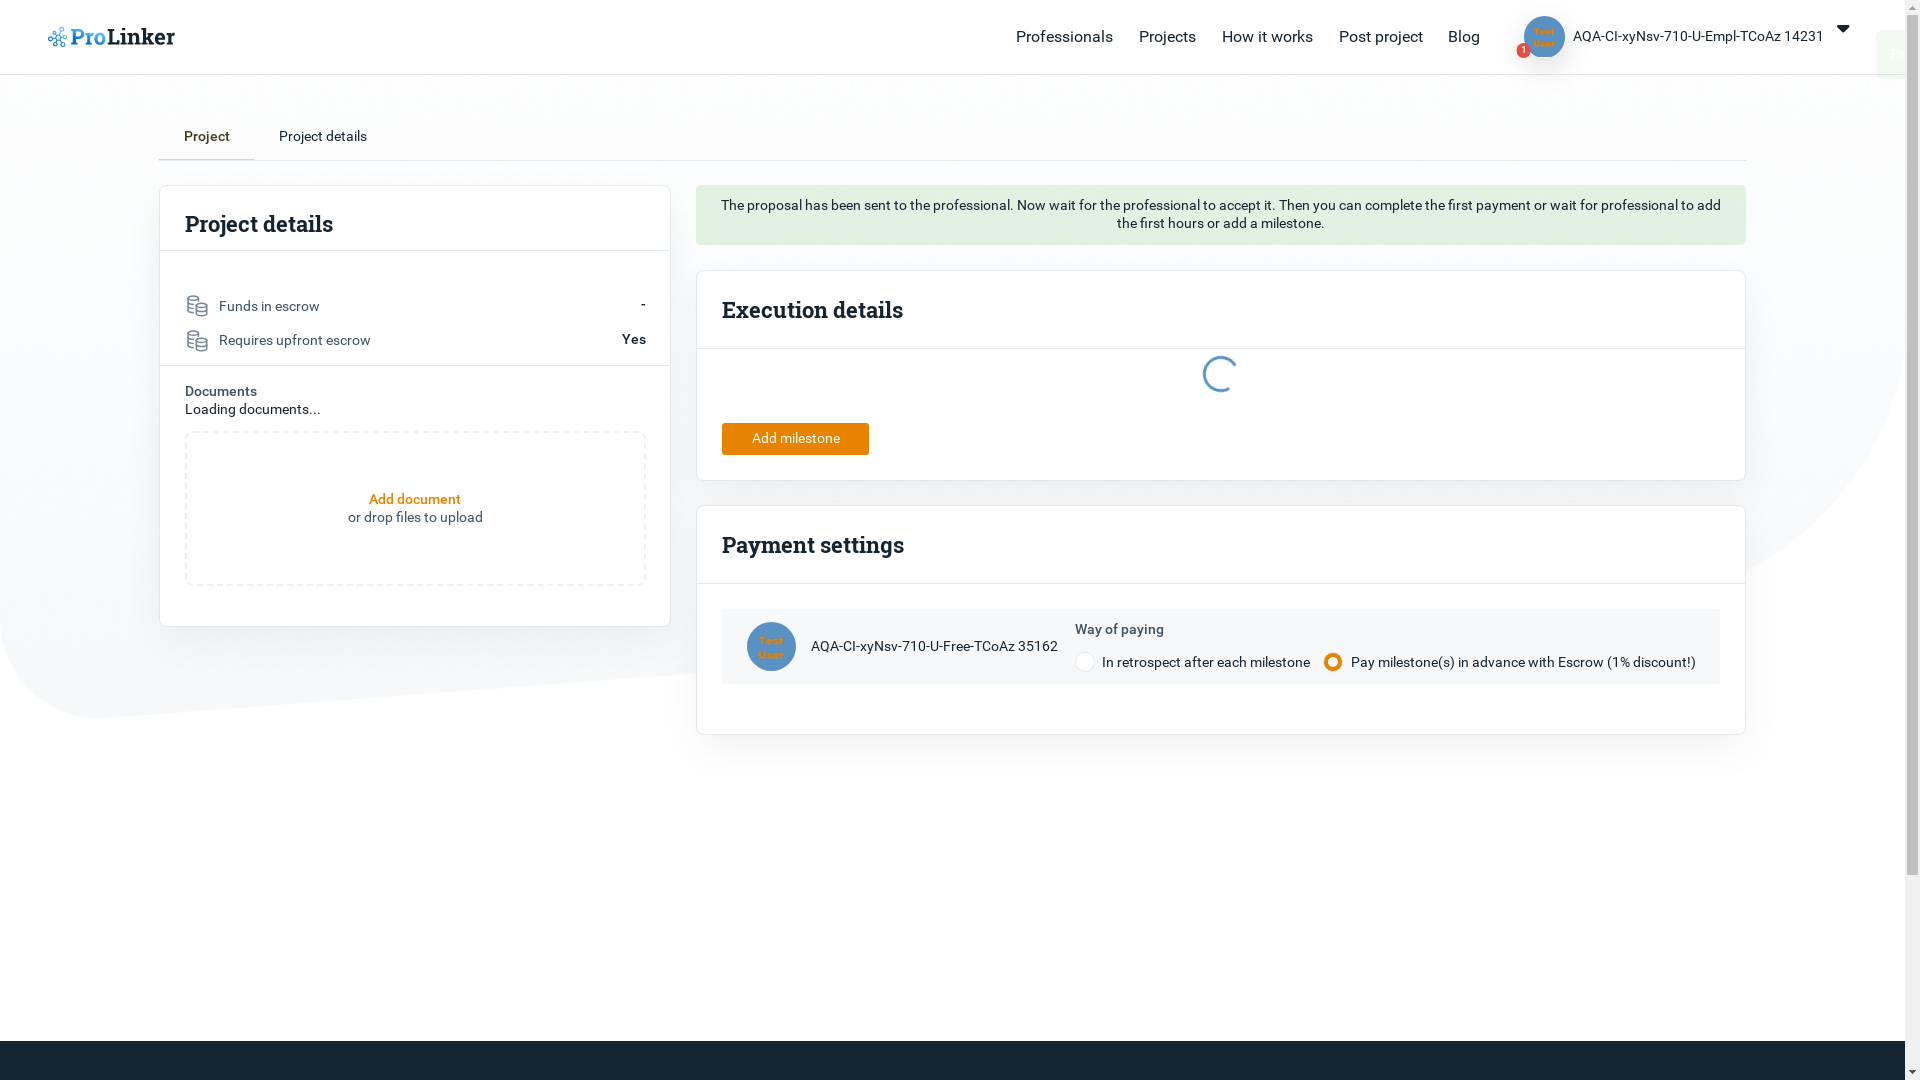 ProLinker
Professionals
Projects
How it works
Post project
Blog
Test
User
1
AQA-CI-xyNsv-710-U-Empl-TCoAz 14231
Project
Project details
Project details
Funds in escrow
-
Requires upfront escrow
Yes
Documents
Loading documents...
Add document
or drop files to upload
The proposal has been sent to the professional. Now wait for the professional to accept it. Then you can complete the first payment or wait for professional to add
the first hours or add a milestone.
Execution details
Add milestone
Payment settings
Test
User
AQA-CI-xyNsv-710-U-Free-TCoAz 35162
Way of paying
In retrospect after each milestone
Pay milestone(s) in advance with Escrow (1% discount!)